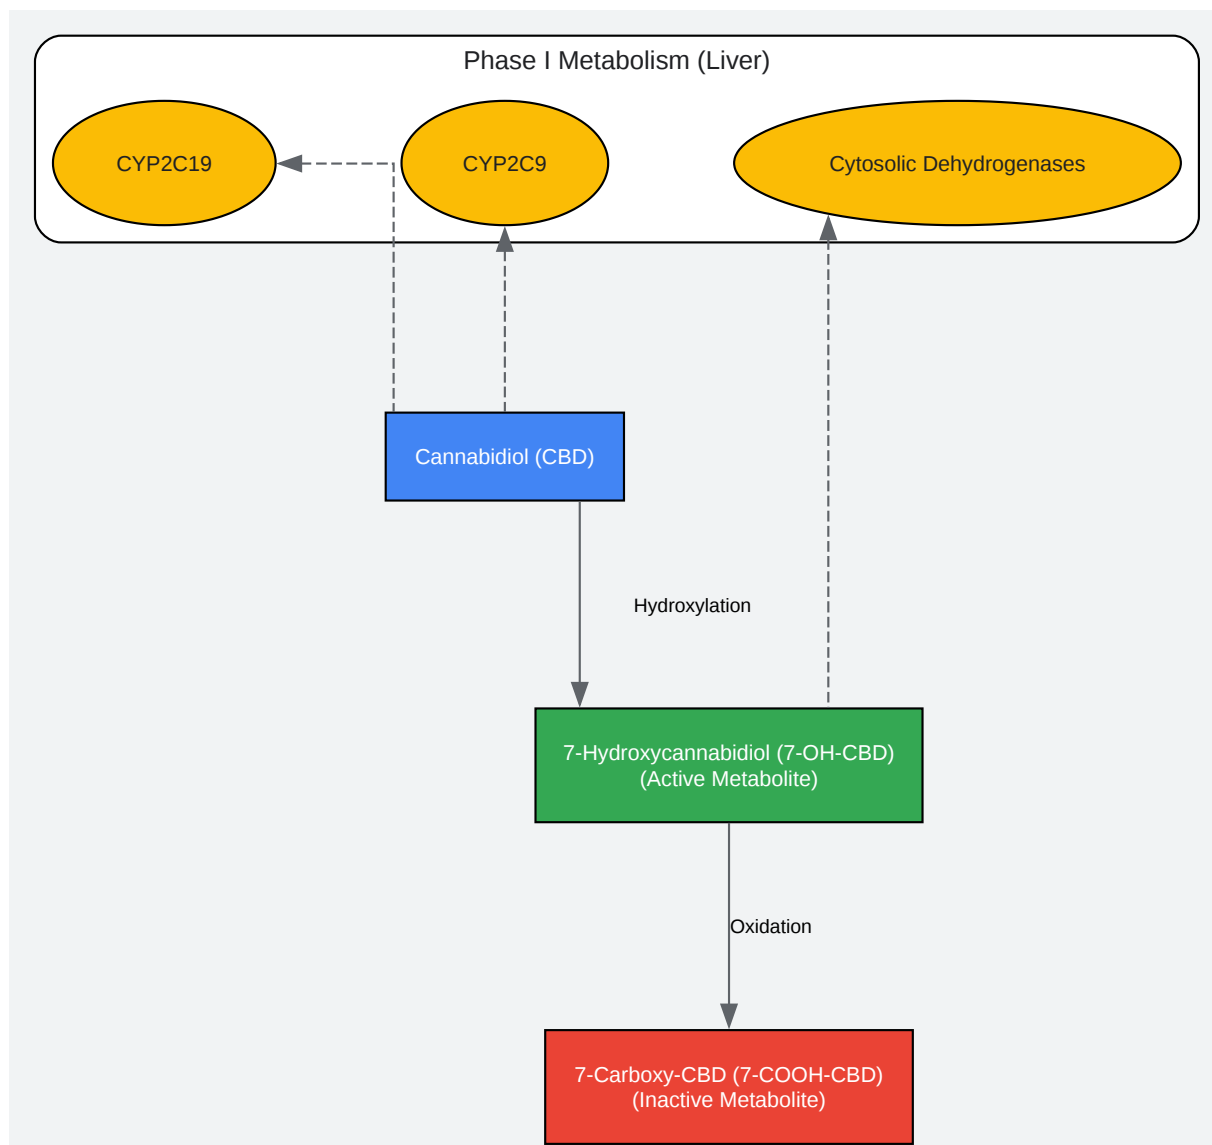 Phase I Metabolism (Liver)
CYP2C19
CYP2C9
Cytosolic Dehydrogenases
Cannabidiol (CBD)
Hydroxylation
7-Hydroxycannabidiol (7-OH-CBD)
(Active Metabolite)
Oxidation
7-Carboxy-CBD (7-COOH-CBD)
(Inactive Metabolite)